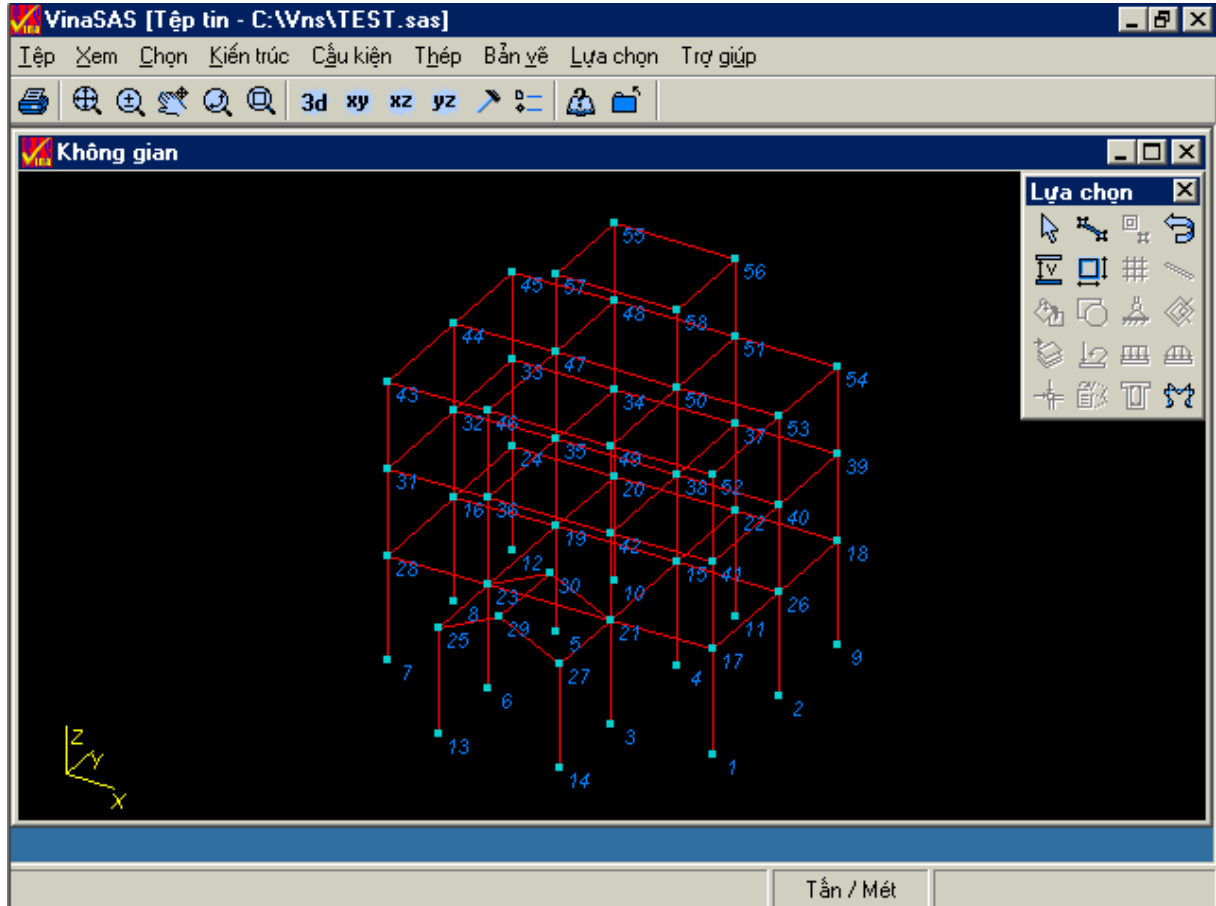 VinaSAS [Tệp tin - C:\Vns\TEST.sas]
Tệp Xem Chọn Kiến trúc Cấu kiện Thép Bản vẽ Lựa chọn Trợ giúp
3d xy xz yz
Không gian
Lựa chọn
55
56
45 57
48 58
44
51
33 47
54
43 34 50
32 46 53
37
24 35 49
39
31 20 38 52
16 36 40
22
19 42
18
12
28 30 15 41
10 26
23
8 29 11
25 5 21
17 9
7 27 4
6 2
3
13
1
14
Z
Y
X
Tấn / Mét